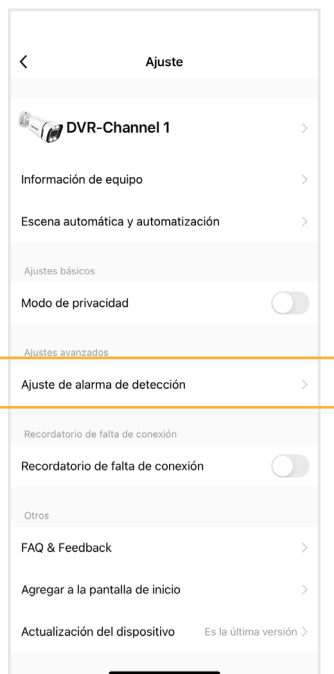 Ajuste
DVR-Channel 1
Información de equipo
Escena automática y automatización
Ajustes básicos
Modo de privacidad
Ajustes avanzados
Ajuste de alarma de detección
Recordatorio de falta de conexión
Recordatorio de falta de conexión
Otros
FAQ & Feedback
Agregar a la pantalla de inicio
Actualización del dispositivo Es la última versión